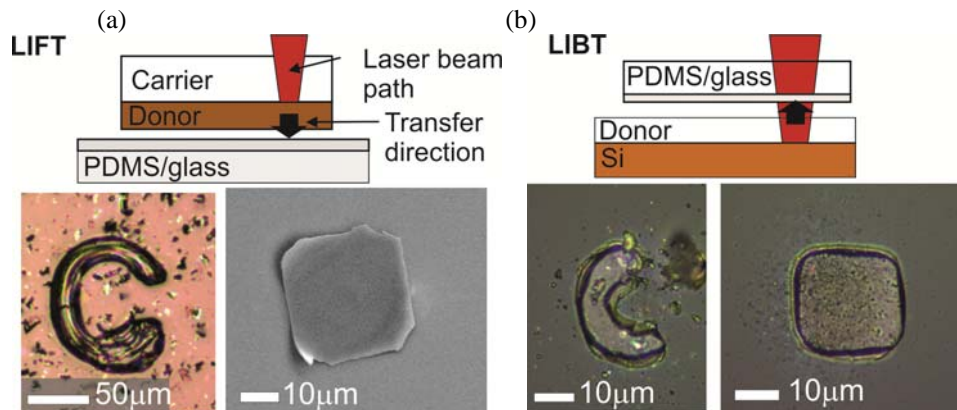 (a)
LIFT
Carrier
Laser beam
path
Donor
Transfer
direction
PDMS/glass
50μm
10μm
(b)
LIBT
PDMS/glass
Donor
Si
10μm
10μm